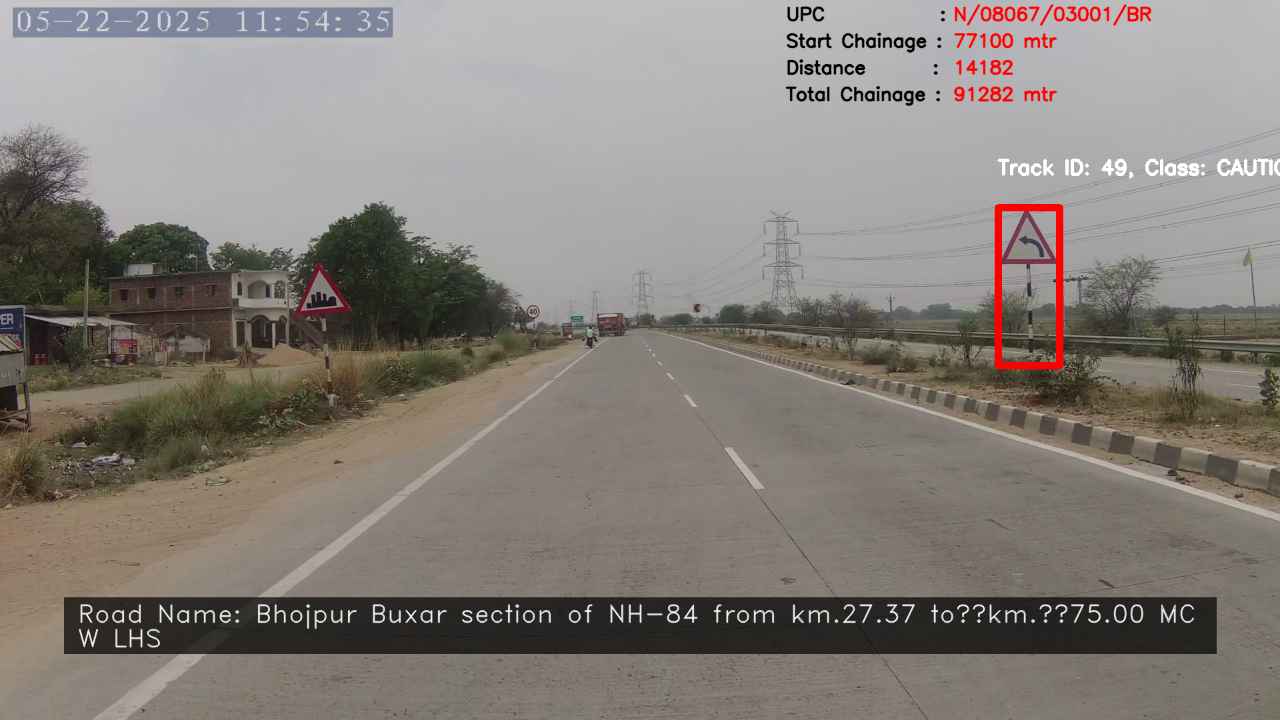 05-22-2025 11:54:35
UPC : N/08067/03001/BR
Start Chainage : 77100 mtr
Distance : 14182
Total Chainage : 91282 mtr
Track ID: 49, Class: CAUTIO
PER
40
Road Name: Bhojpur Buxar section of NH-84 from km.27.37 to??km.??75.00 MC
W LHS